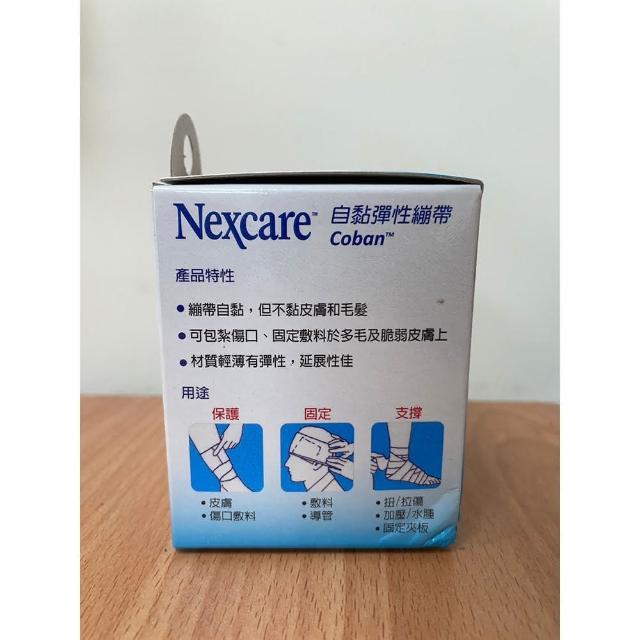 Nexcare™ 自黏彈性繃帶
Coban™
產品特性
●繃帶自黏，但不黏皮膚和毛髮
●可包紮傷口、固定敷料於多毛及脆弱皮膚上
●材質輕薄有彈性，延展性佳
用途
保護 固定 支撐
•皮膚 •敷料 •扭/拉傷
•傷口敷料 •導管 •加壓/水腫
•固定夾板